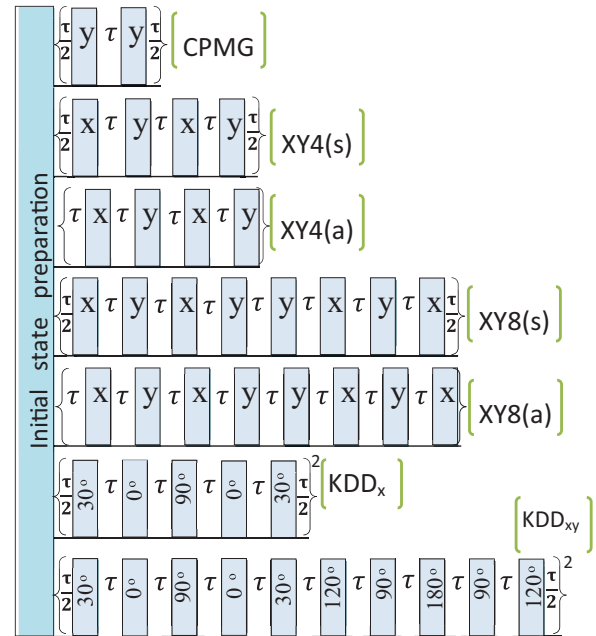 Initial state preparation
τ/2 y τ y τ/2 CPMG
τ/2 x τ y τ x τ y τ/2 XY4(s)
τ x τ y τ x τ y XY4(a)
τ/2 x τ y τ x τ y τ y τ x τ y τ x τ/2 XY8(s)
τ x τ y τ x τ y τ y τ x τ y τ x XY8(a)
τ/2 30° τ 0° τ 90° τ 0° τ 30° τ/2 2 KDDx
KDDxy
τ/2 30° τ 0° τ 90° τ 0° τ 30° τ 120° τ 90° τ 180° τ 90° τ 120° τ/2 2